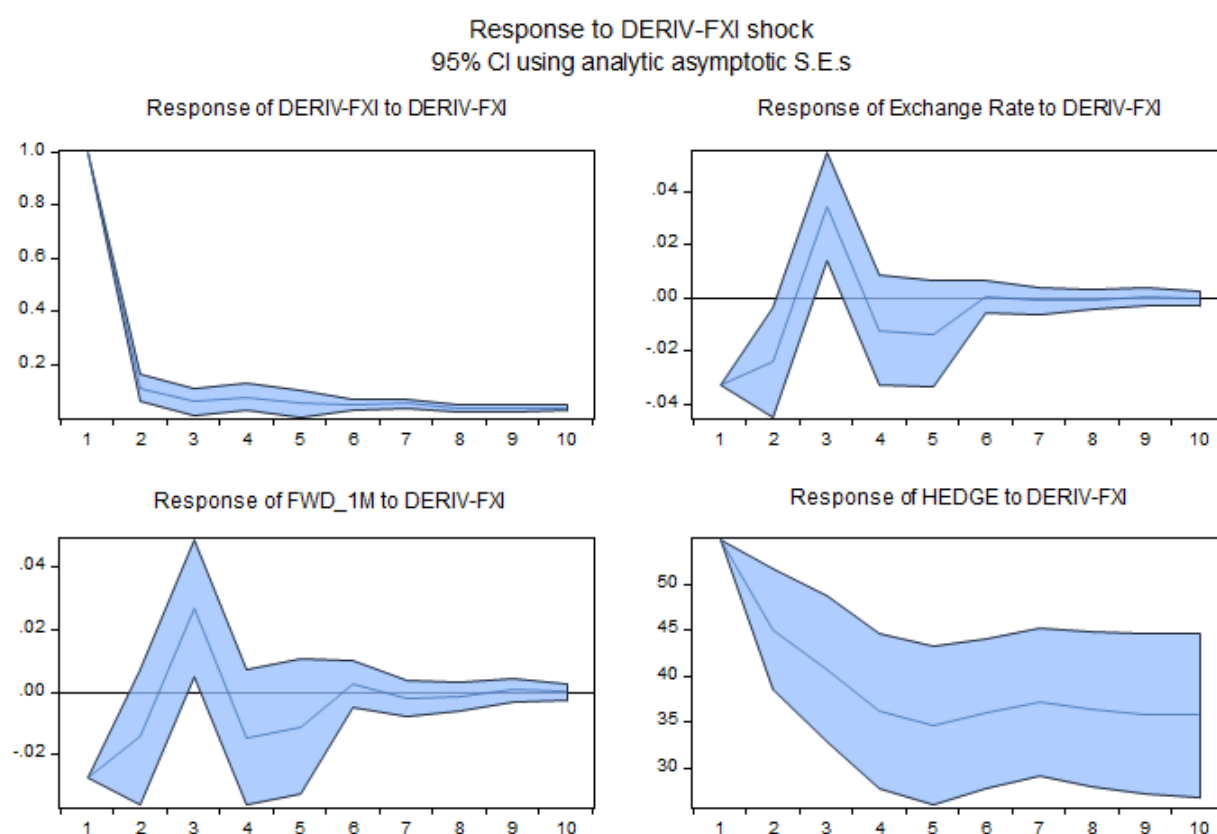 Response to DERIV-FXI shock
95% CI using analytic asymptotic S.E.s
Response of DERIV-FXI to DERIV-FXI
1.0
0.8
0.6
0.4
0.2
1 2 3 4 5 6 7 8 9 10
Response of Exchange Rate to DERIV-FXI
.04
.02
.00
-.02
-.04
1 2 3 4 5 6 7 8 9 10
Response of FWD_1M to DERIV-FXI
.04
.02
.00
-.02
1 2 3 4 5 6 7 8 9 10
Response of HEDGE to DERIV-FXI
50
45
40
35
30
1 2 3 4 5 6 7 8 9 10